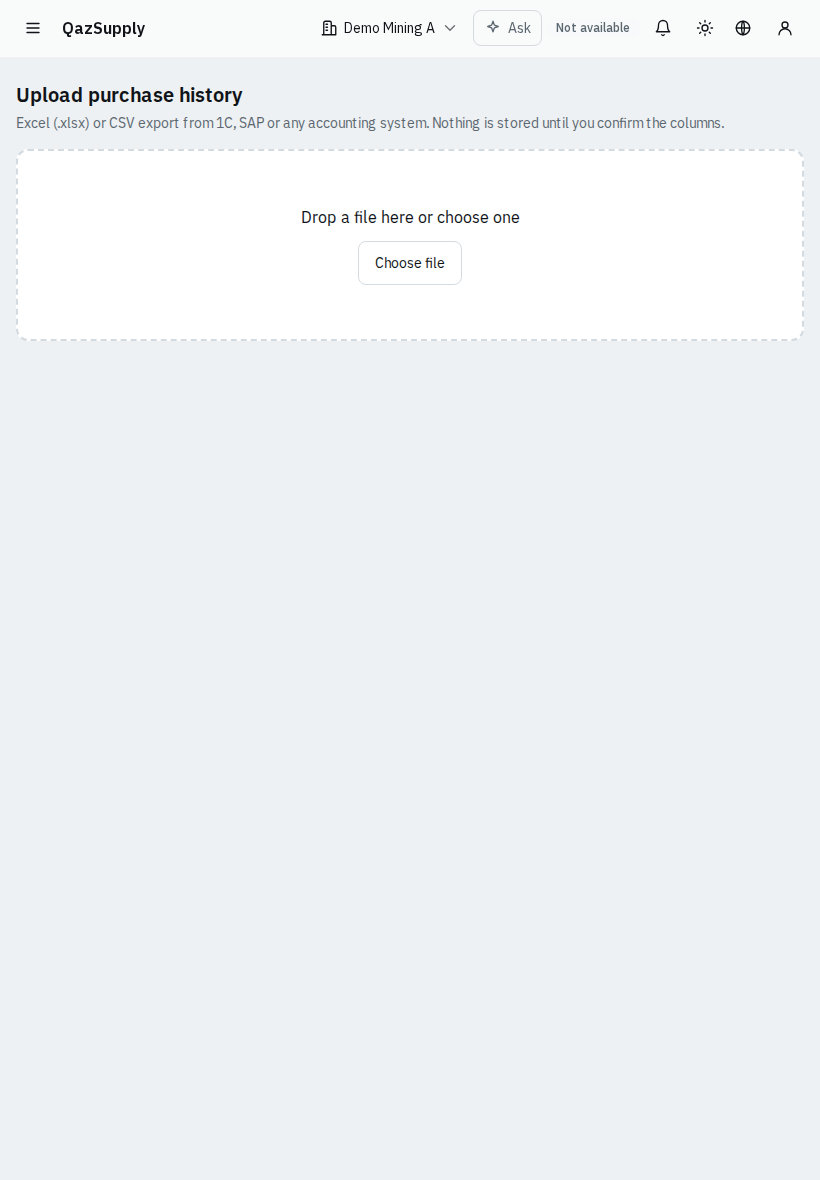 QazSupply
Demo Mining A
Ask
Not available
Upload purchase history
Excel (.xlsx) or CSV export from 1C, SAP or any accounting system. Nothing is stored until you confirm the columns.
Drop a file here or choose one
Choose file